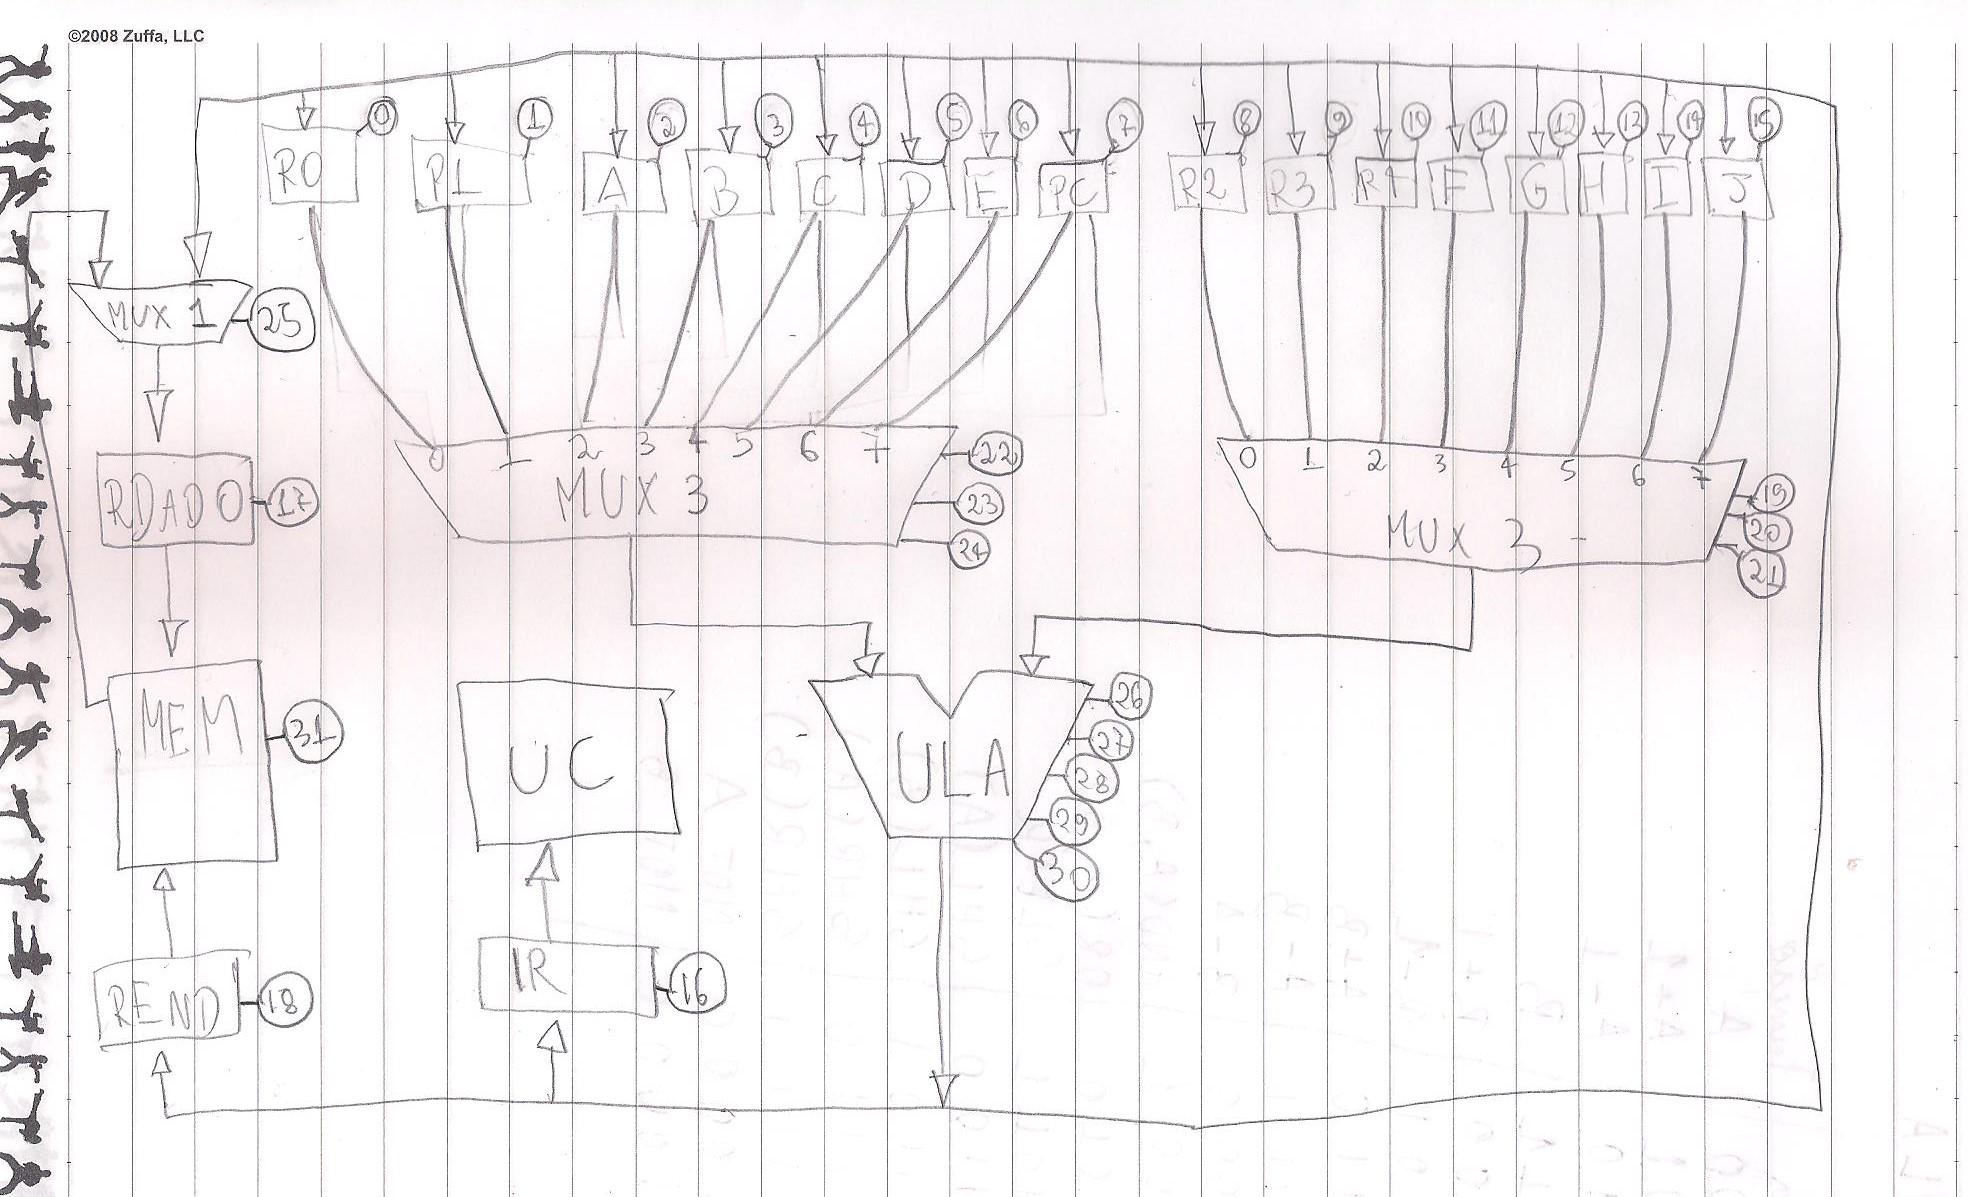 ©2008 Zuffa, LLC
0 1 2 3 4 5 6 7 8 9 10 11 12 13 14 15
R0 R1 A B C D E PC R2 R3 R4 F G H I J
MUX 1 25
0 1 2 3 4 5 6 7 22
0 1 2 3 4 5 6 7 19
RDADO 17
MUX 3 23
24
MUX 3 20
21
MEM 31
UC
ULA 26
27
28
29
30
IR 16
REND 18